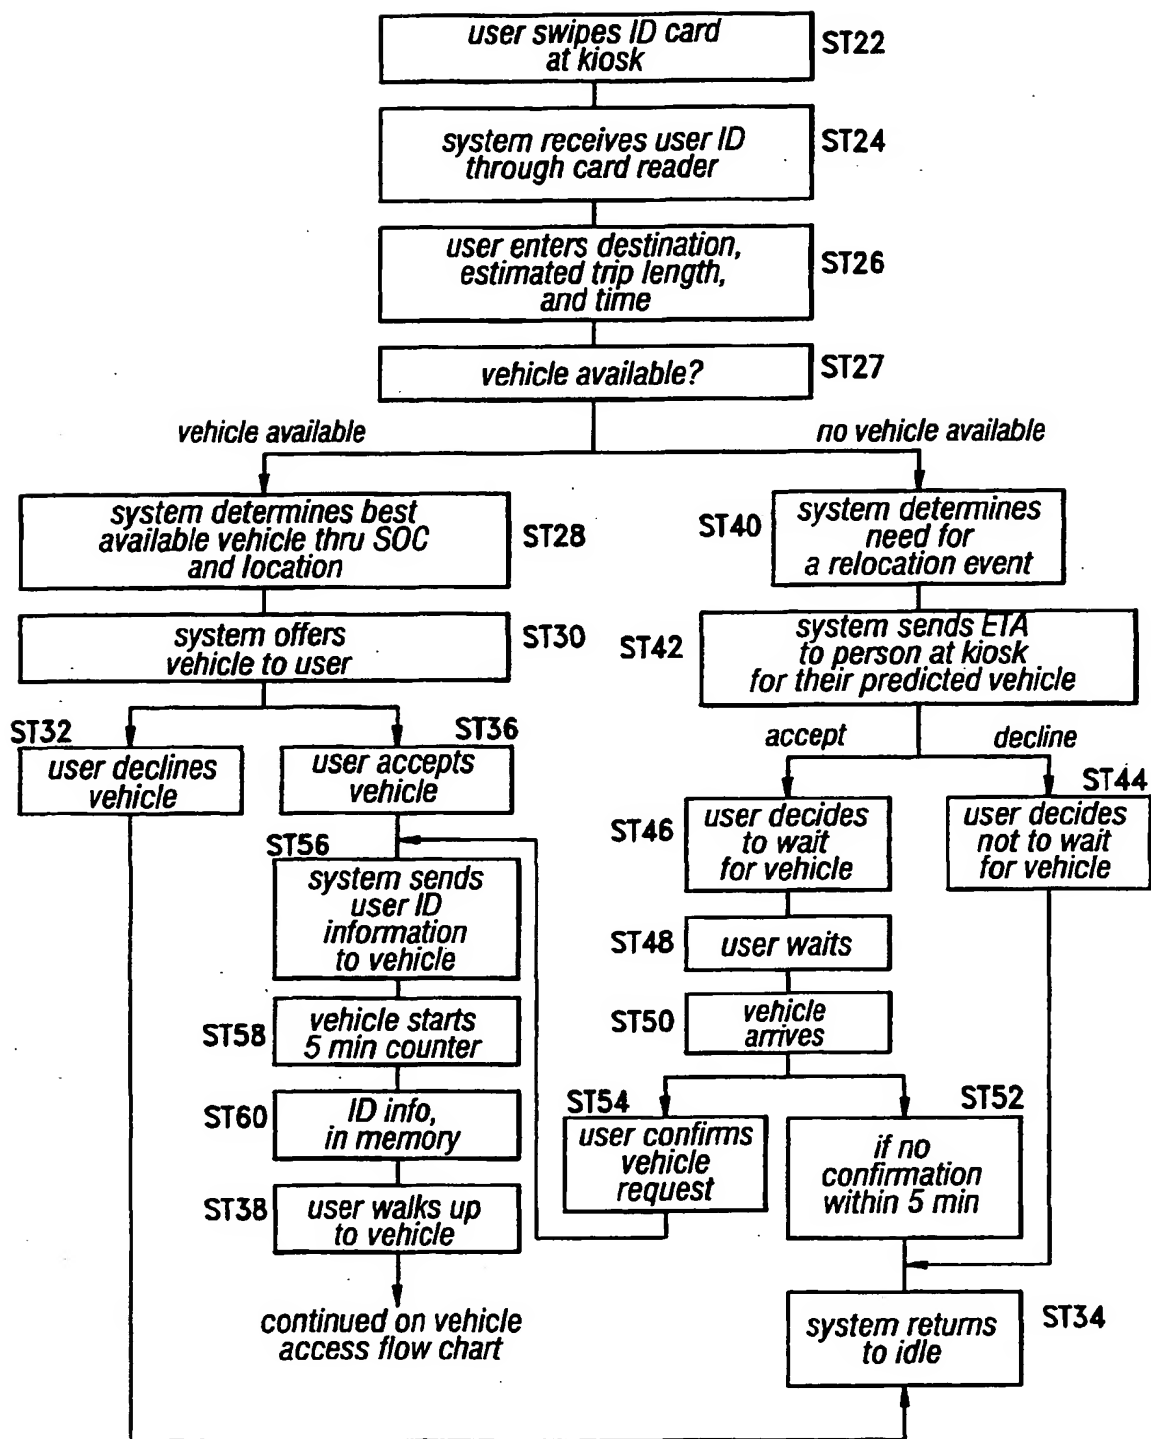 user swipes ID card
at kiosk
ST22
system receives user ID
through card reader
ST24
user enters destination,
estimated trip length,
and time
ST26
vehicle available?
ST27
vehicle available
no vehicle available
system determines best
available vehicle thru SOC
and location
ST28
ST40
system determines
need for
a relocation event
system offers
vehicle to user
ST30
ST42
system sends ETA
to person at kiosk
for their predicted vehicle
ST32
user declines
vehicle
ST36
user accepts
vehicle
accept
decline
ST46
user decides
to wait
for vehicle
ST44
user decides
not to wait
for vehicle
ST56
system sends
user ID
information
to vehicle
ST48
user waits
ST58
vehicle starts
5 min counter
ST50
vehicle
arrives
ST60
ID info,
in memory
ST54
user confirms
vehicle
request
ST52
if no
confirmation
within 5 min
ST38
user walks up
to vehicle
continued on vehicle
access flow chart
system returns
to idle
ST34